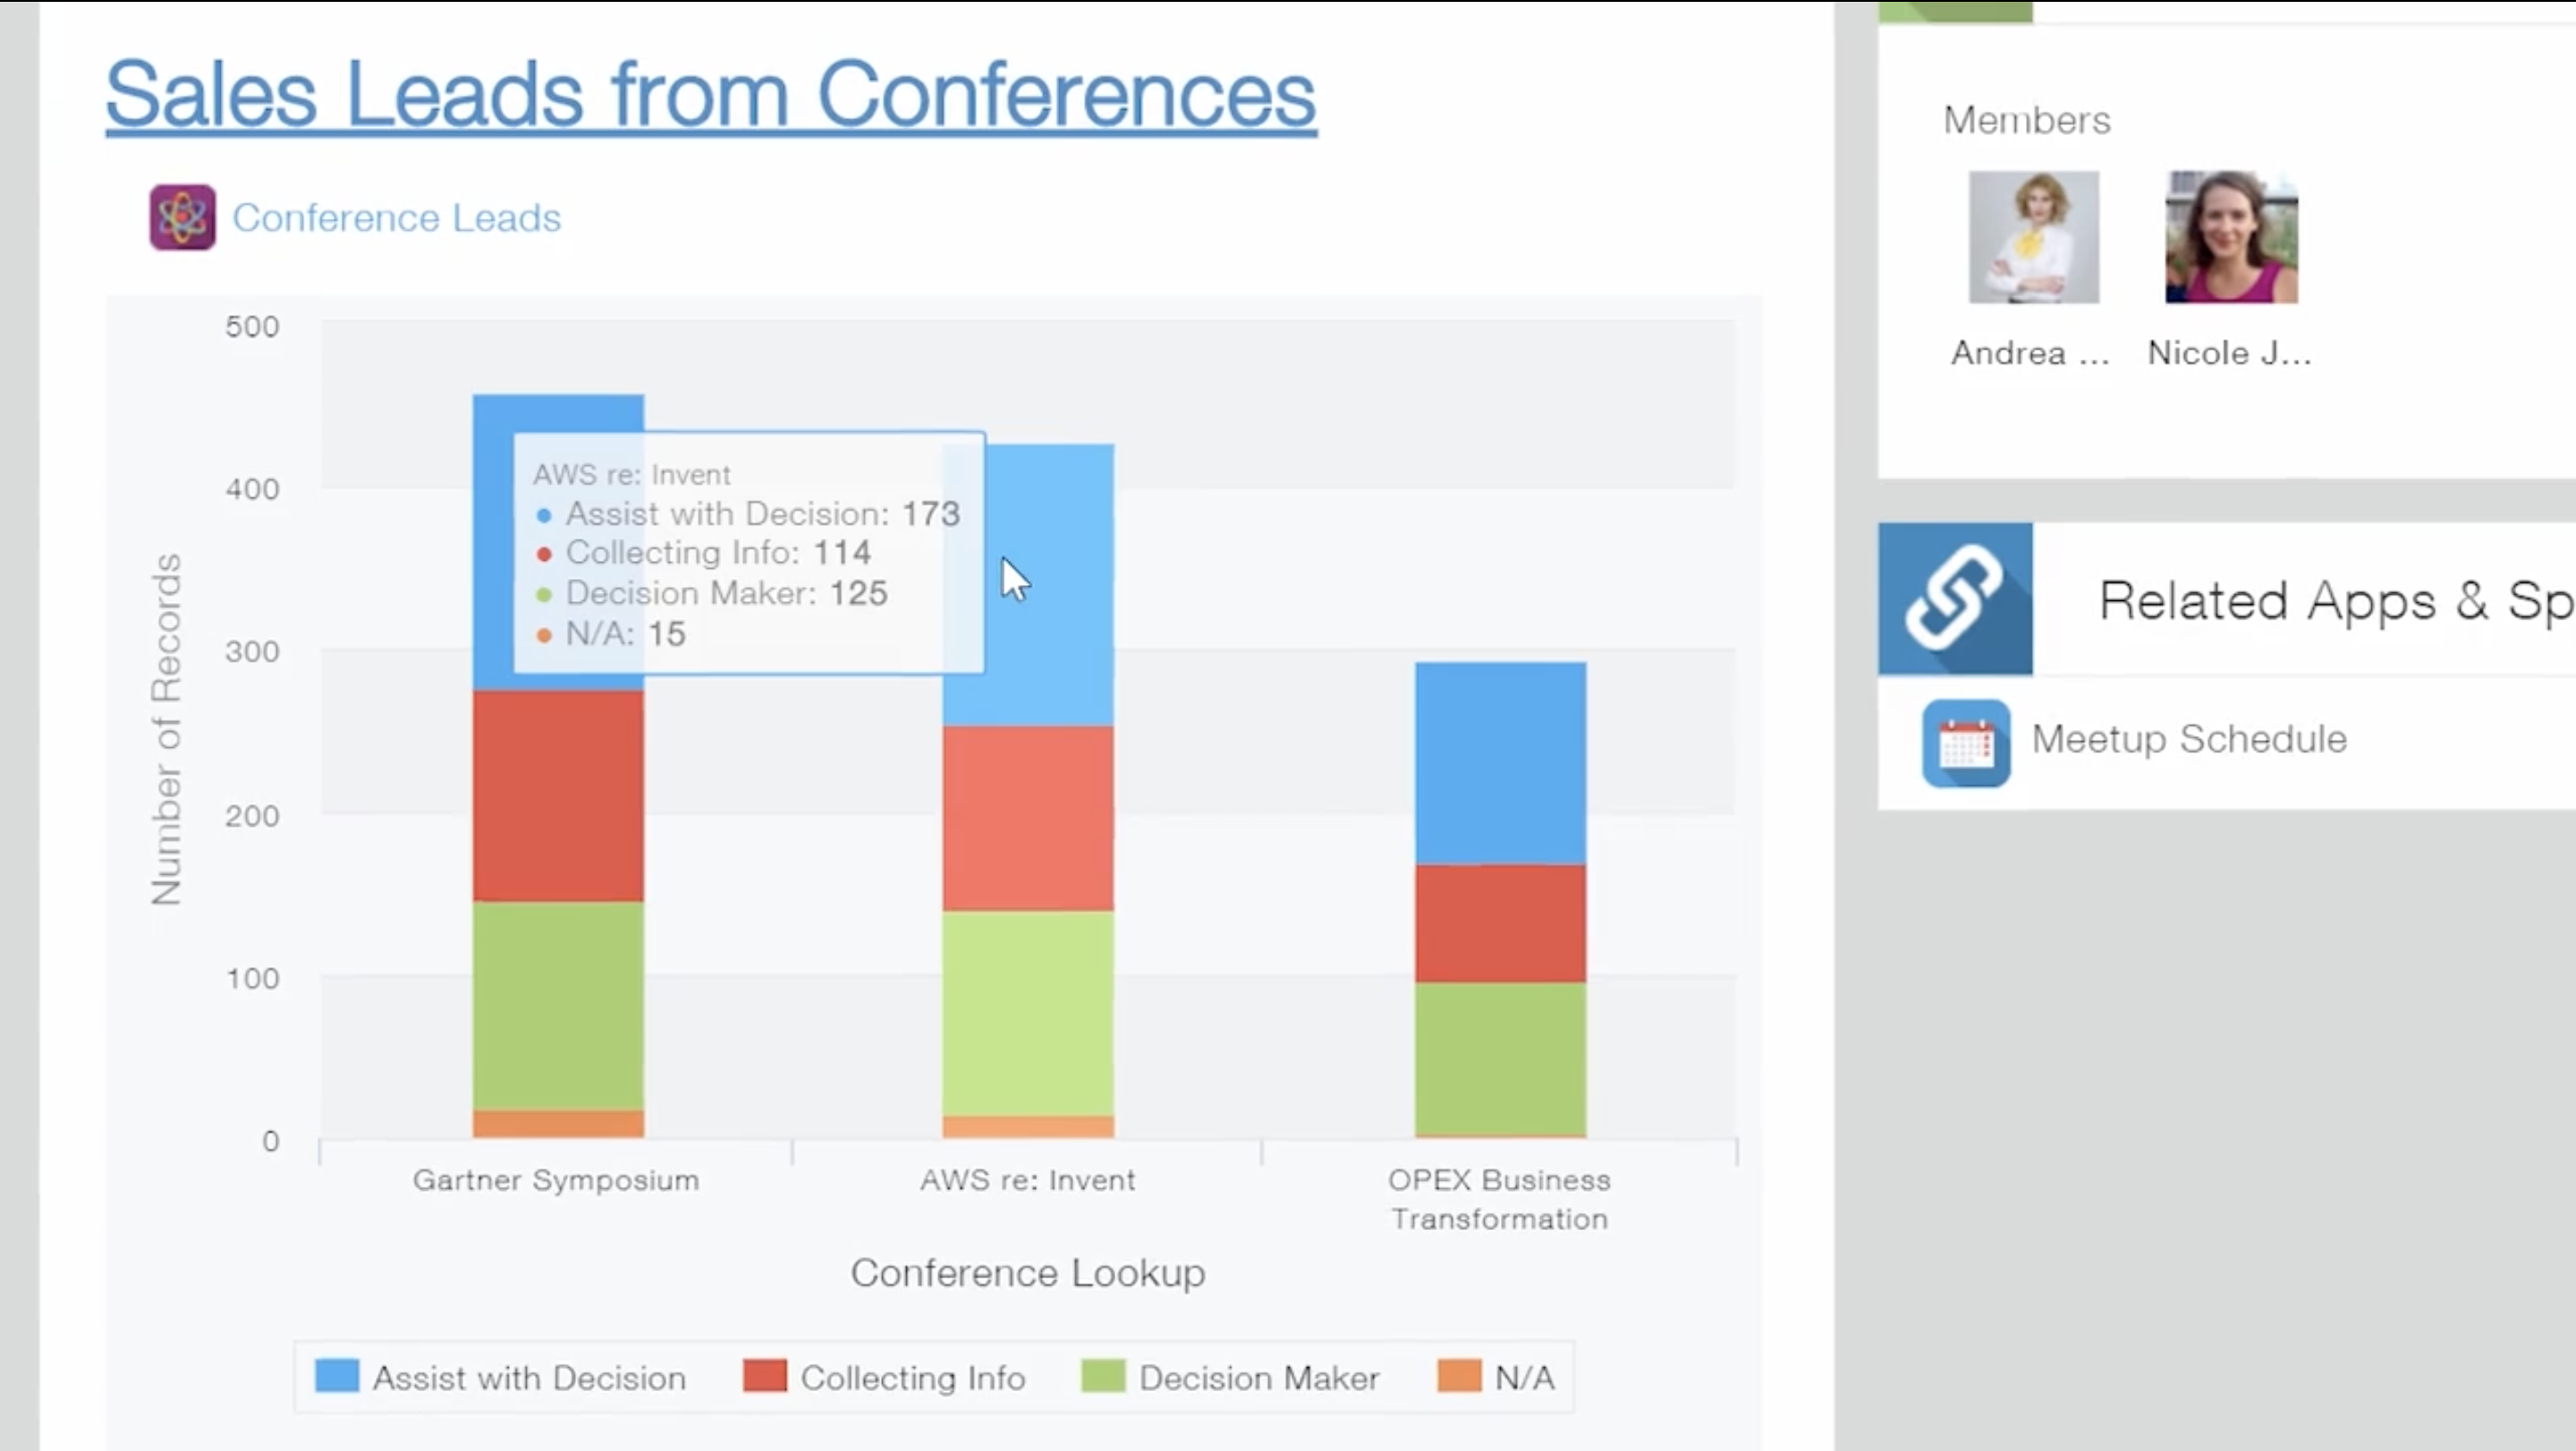 Sales Leads from Conferences
Conference Leads
500
400
300
200
100
0
Number of Records
AWS re: Invent
Assist with Decision: 173
Collecting Info: 114
Decision Maker: 125
N/A: 15
Gartner Symposium
AWS re: Invent
OPEX Business
Transformation
Conference Lookup
Assist with Decision
Collecting Info
Decision Maker
N/A
Members
Andrea ...
Nicole J...
Related Apps & Sp
Meetup Schedule